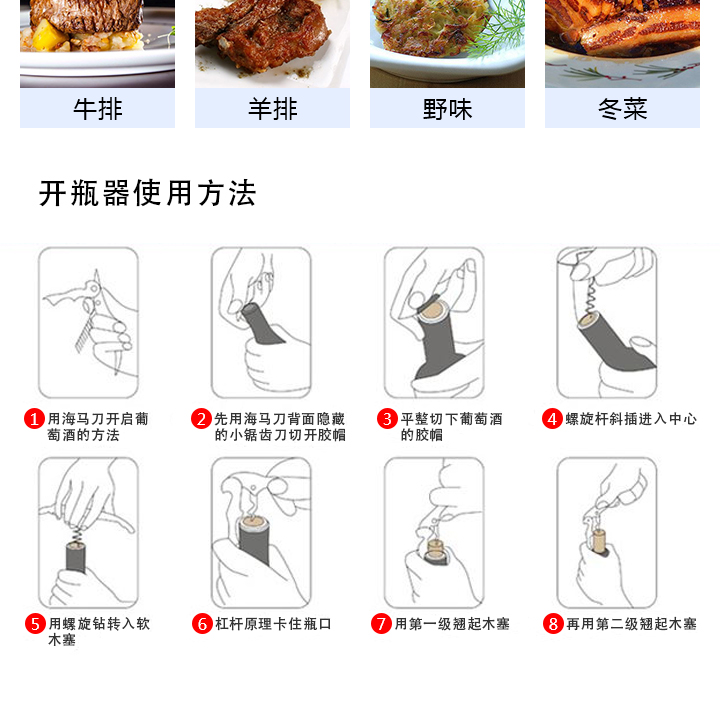 牛排
羊排
野味
冬菜
开瓶器使用方法
1 用海马刀开启葡
萄酒的方法
2 先用海马刀背面隐藏
的小锯齿刀切开胶帽
3 平整切下葡萄酒
的胶帽
4 螺旋杆斜插进入中心
5 用螺旋钻转入软
木塞
6 杠杆原理卡住瓶口
7 用第一级翘起木塞
8 再用第二级翘起木塞